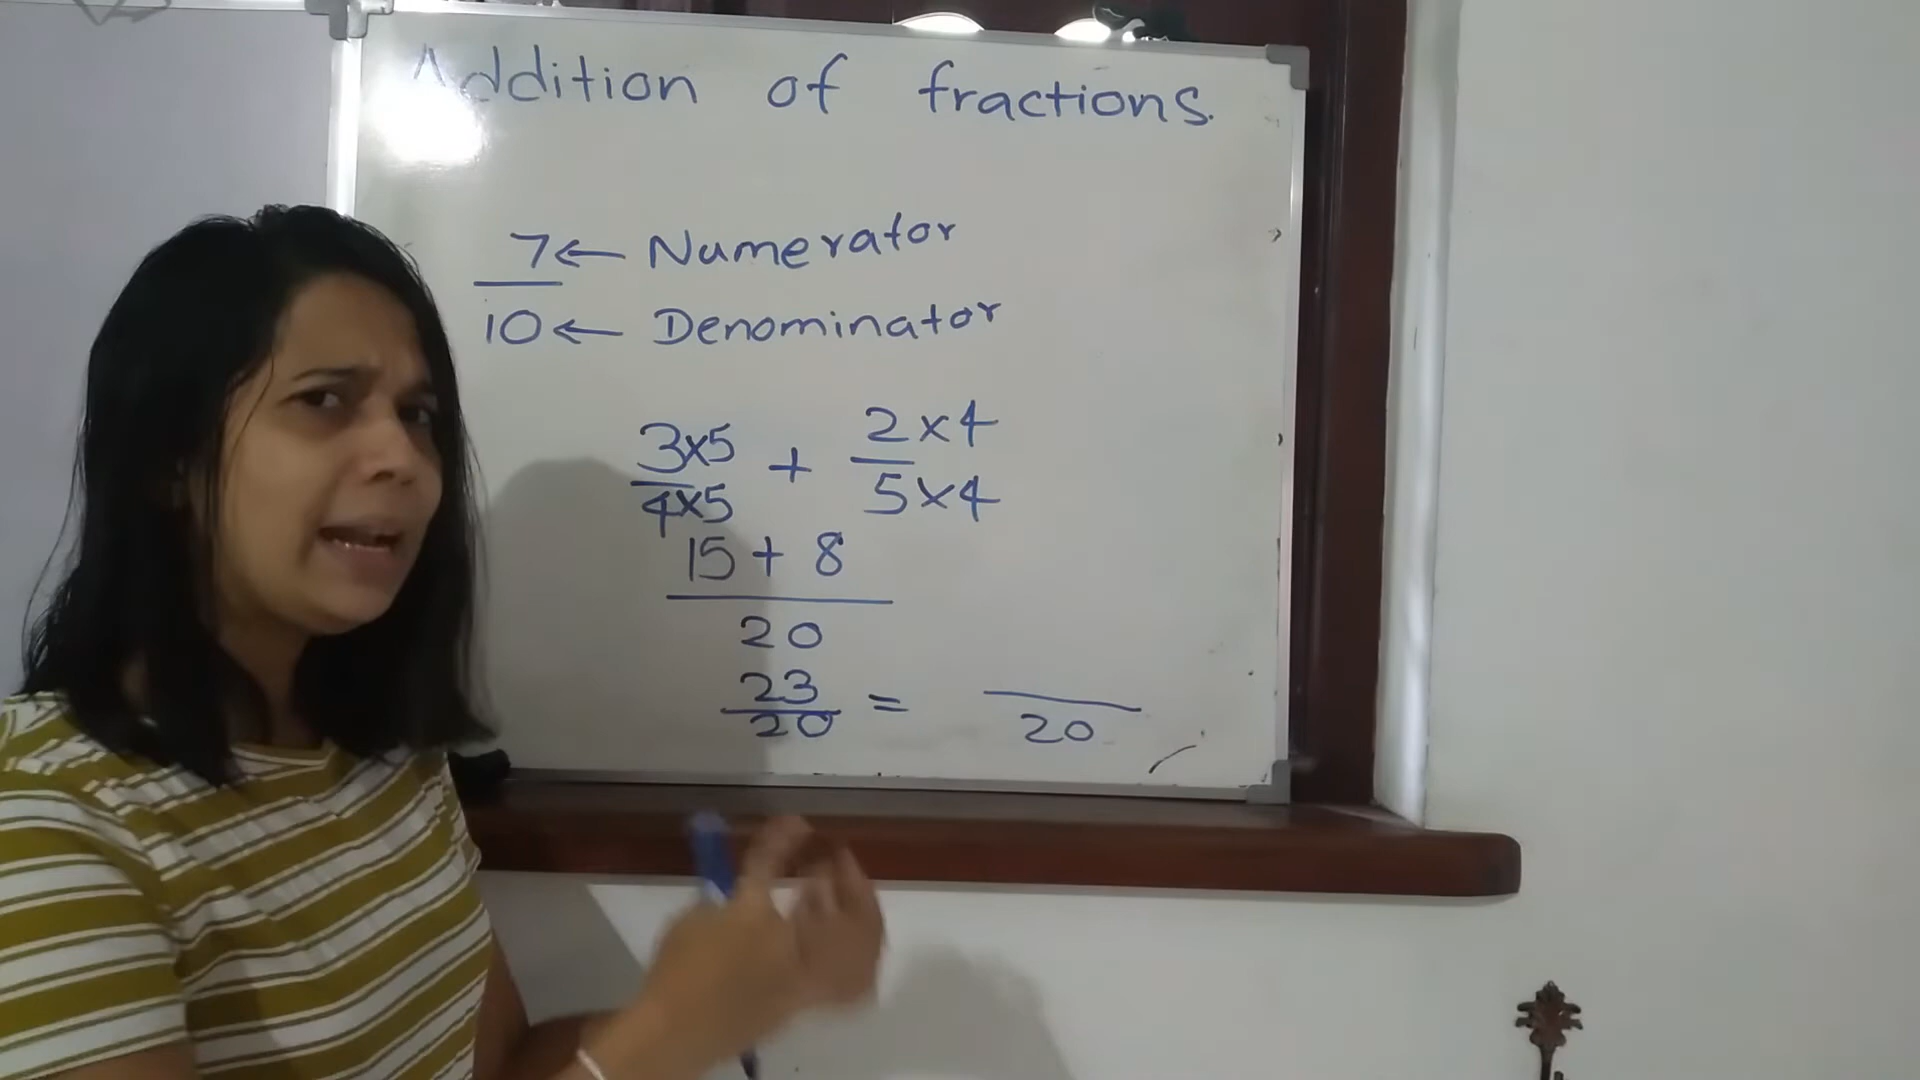 Addition of fractions.
7 ← Numerator
10 ← Denominator
3x5 + 2x4
4x5 5x4
15 + 8
20
23 =
20 20